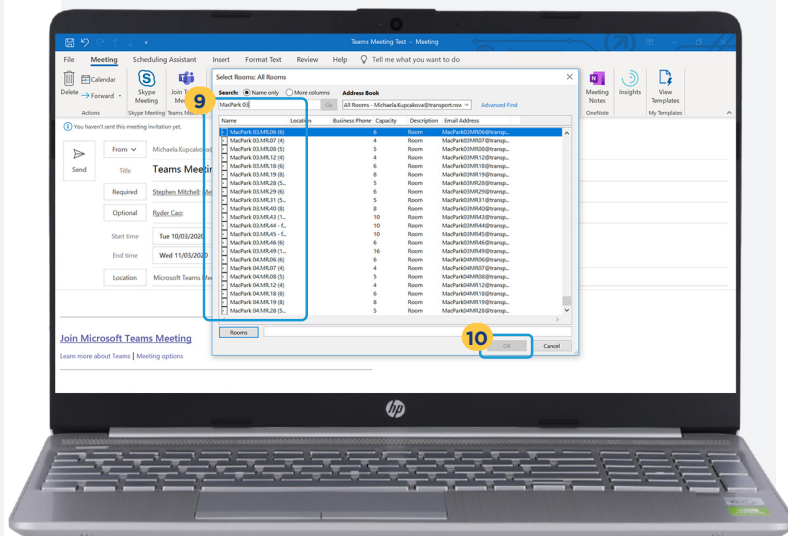 Teams Meeting Test - Meeting
File Meeting Scheduling Assistant Insert Format Text Review Help Tell me what you want to do
Delete
Calendar
Forward
Actions
Skype Meeting
Skype Meeting
Join
Teams
Meeting Notes
OneNote
Insights
View Templates
My Templates
You haven't sent this meeting invitation yet.
Send
From
Title Teams
Required Stephen Mitchell;
Optional Ryder Cao;
Start time Tue 10/03/2020
End time Wed 11/03/2020
Location Microsoft Teams
Join Microsoft Teams Meeting
Learn more about Teams | Meeting options
9
Select Rooms: All Rooms
Search: Name only More columns Address Book
MacPark 03 Go All Rooms - Michaela.Kupcakova@transport.nsw Advanced Find
Name Location Business Phone Capacity Description Email Address
MacPark 03.MR.06 (6) 6 Room MacPark03MR06@transp...
MacPark 03.MR.07 (4) 4 Room MacPark03MR07@transp...
MacPark 03.MR.08 (5) 5 Room MacPark03MR08@transp...
MacPark 03.MR.12 (4) 4 Room MacPark03MR12@transp...
MacPark 03.MR.18 (6) 6 Room MacPark03MR18@transp...
MacPark 03.MR.19 (8) 8 Room MacPark03MR19@transp...
MacPark 03.MR.28 (5... 5 Room MacPark03MR28@transp...
MacPark 03.MR.29 (6) 6 Room MacPark03MR29@transp...
MacPark 03.MR.31 (5... 5 Room MacPark03MR31@transp...
MacPark 03.MR.40 (8) 8 Room MacPark03MR40@transp...
MacPark 03.MR.43 (1... 10 Room MacPark03MR43@transp...
MacPark 03.MR.44 - f... 10 Room MacPark03MR44@transp...
MacPark 03.MR.45 - f... 10 Room MacPark03MR45@transp...
MacPark 03.MR.46 (6) 6 Room MacPark03MR46@transp...
MacPark 03.MR.49 (1... 16 Room MacPark03MR49@transp...
MacPark 04.MR.06 (6) 6 Room MacPark04MR06@transp...
MacPark 04.MR.07 (4) 4 Room MacPark04MR07@transp...
MacPark 04.MR.08 (5) 5 Room MacPark04MR08@transp...
MacPark 04.MR.12 (4) 4 Room MacPark04MR12@transp...
MacPark 04.MR.18 (6) 6 Room MacPark04MR18@transp...
MacPark 04.MR.19 (8) 8 Room MacPark04MR19@transp...
MacPark 04.MR.28 (5... 5 Room MacPark04MR28@transp...
Rooms
10
OK Cancel
hp